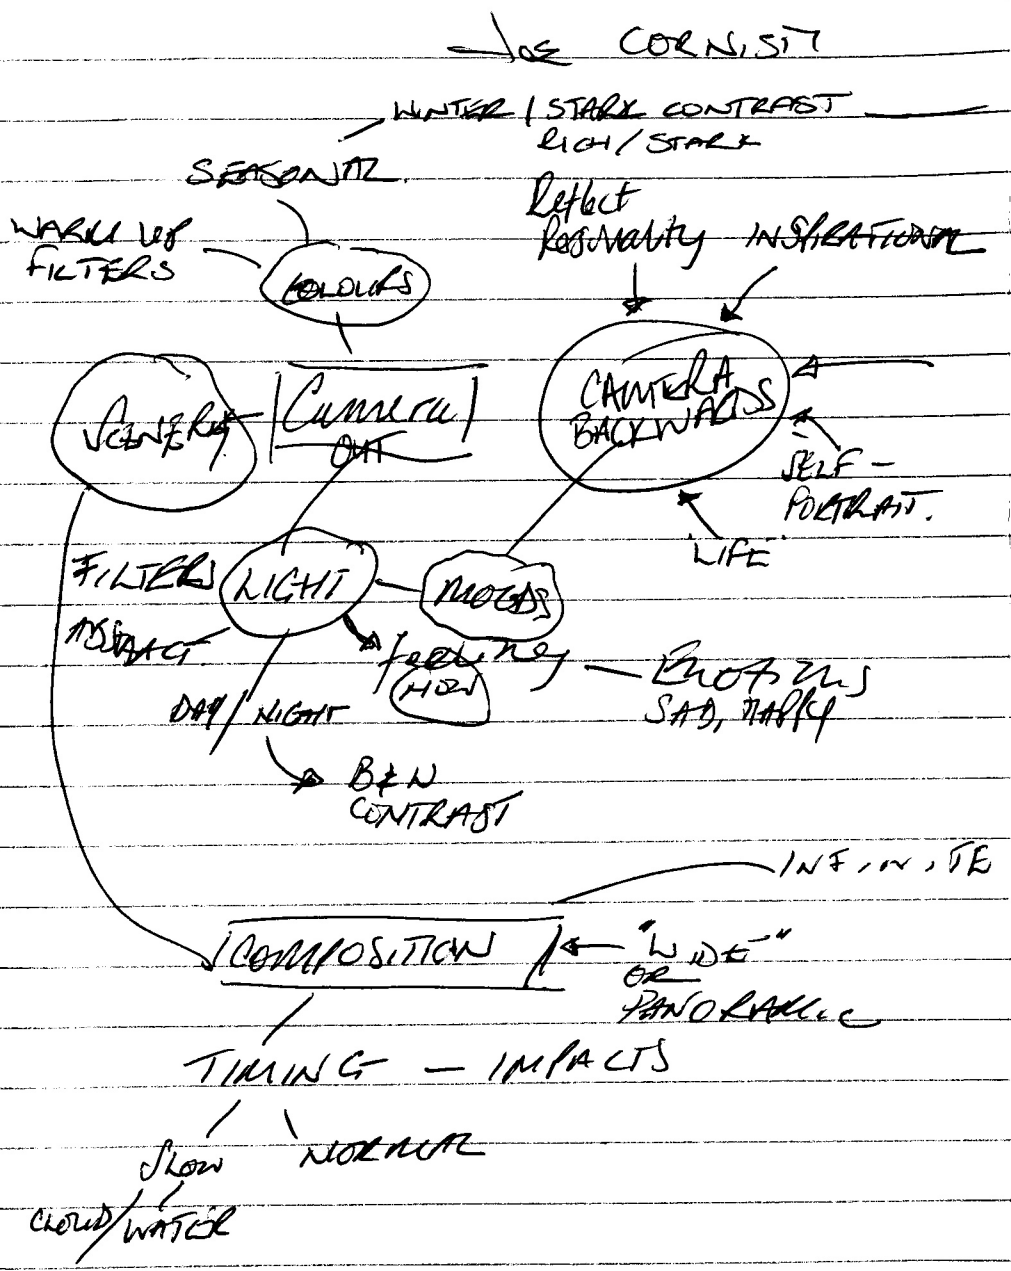 Joe CORNISH
WINTER / STARK CONTRAST
RICH / STARK
SEASONAL
Reflect
Personality INSPIRATIONAL
WARM UP
FILTERS
COLOURS
CAMERA
BACKWARDS
SCENERY
Camera
OUT
SELF -
PORTRAIT.
"LIFE"
FILTERS
LIGHT
MOODS
ABSTRACT
feeling
HOW
Emotions
SAD, HAPPY
DAY / NIGHT
B & W
CONTRAST
INFINITE
COMPOSITION
"WIDE"
OR
PANORAMIC
TIMING - IMPACTS
SLOW
NORMAL
CLOUD / WATER